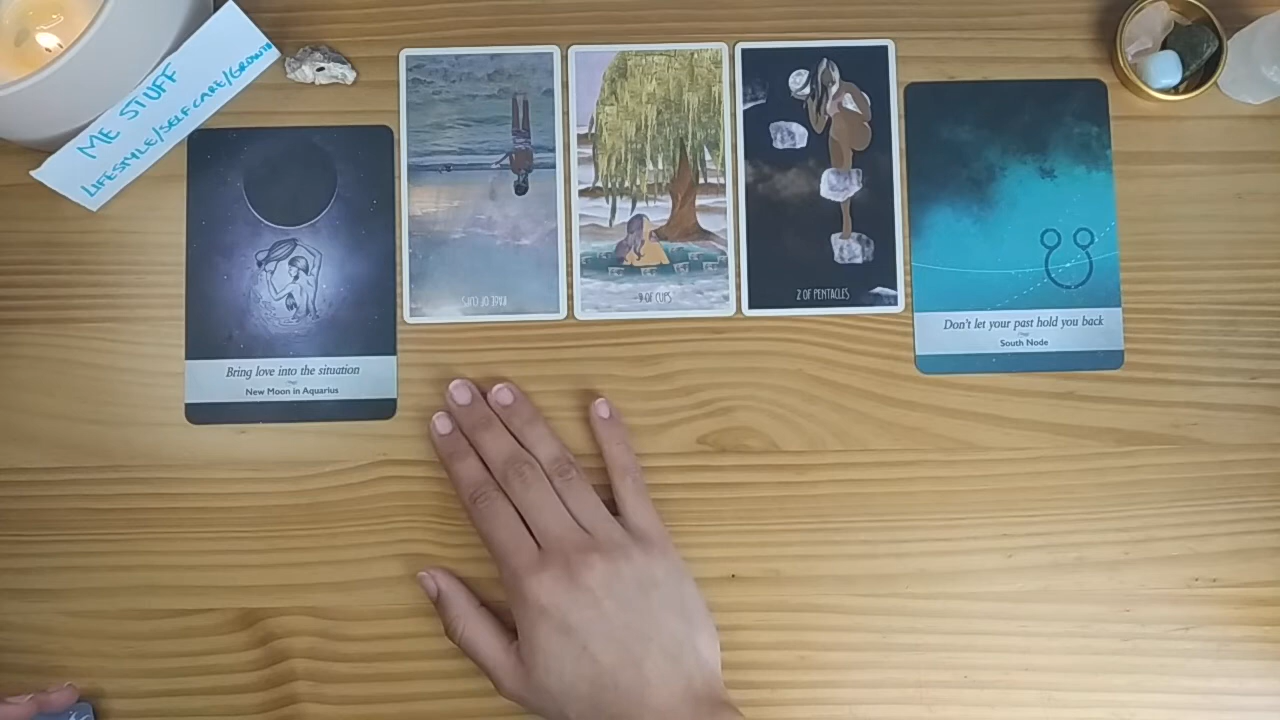 ME STUFF
LIFESTYLE/SELF CARE/GROWTH
Bring love into the situation
New Moon in Aquarius
PAGE OF CUPS
9 OF CUPS
2 OF PENTACLES
Don't let your past hold you back
South Node